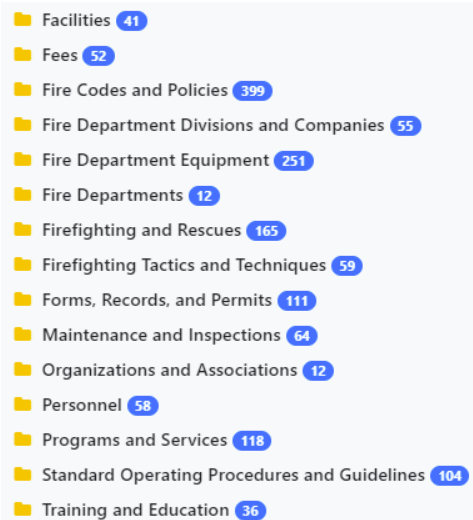 Facilities 41
Fees 52
Fire Codes and Policies 399
Fire Department Divisions and Companies 55
Fire Department Equipment 251
Fire Departments 12
Firefighting and Rescues 165
Firefighting Tactics and Techniques 59
Forms, Records, and Permits 111
Maintenance and Inspections 64
Organizations and Associations 12
Personnel 58
Programs and Services 118
Standard Operating Procedures and Guidelines 104
Training and Education 36